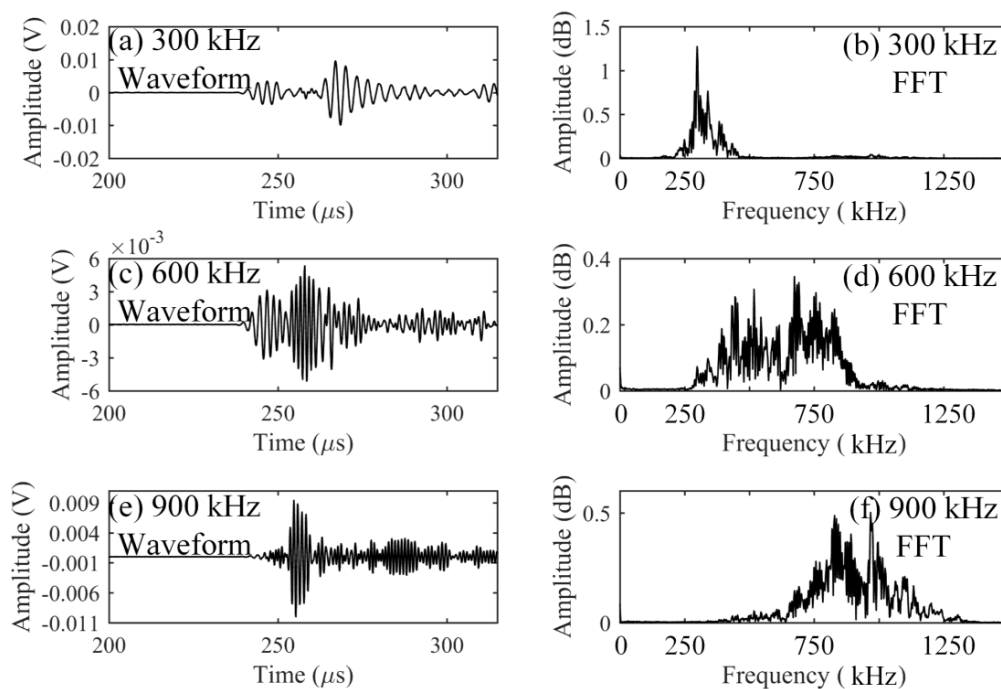 (a) 300 kHz
Waveform
Amplitude (V)
0.02
0.01
0
-0.01
-0.02
200 250 300
Time (μs)
(b) 300 kHz
FFT
Amplitude (dB)
1.5
1
0.5
0
0 250 750 1250
Frequency ( kHz)
×10⁻³
(c) 600 kHz
Waveform
Amplitude (V)
6
3
0
-3
-6
200 250 300
Time (μs)
(d) 600 kHz
FFT
Amplitude (dB)
0.4
0.2
0
0 250 750 1250
Frequency ( kHz)
(e) 900 kHz
Waveform
Amplitude (V)
0.009
0.004
-0.001
-0.006
-0.011
200 250 300
Time (μs)
(f) 900 kHz
FFT
Amplitude (dB)
0.5
0
0 250 750 1250
Frequency ( kHz)